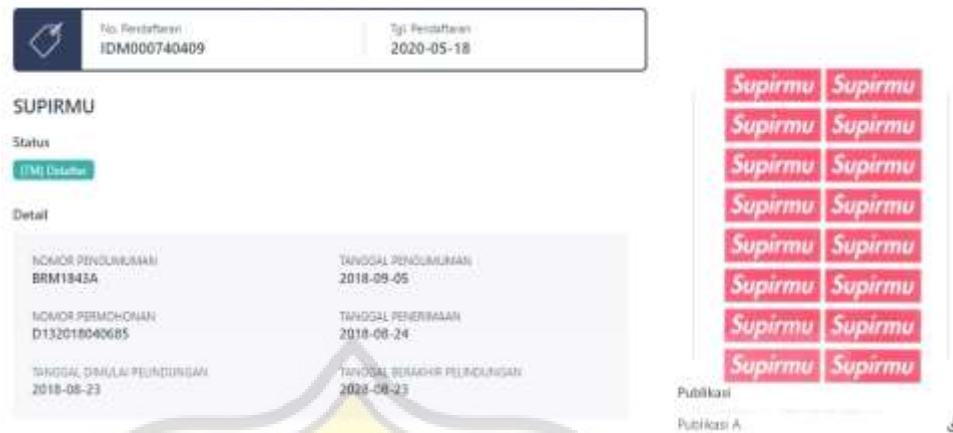 No. Pendaftaran
IDM000740409
Tgl. Pendaftaran
2020-05-18
SUPIRMU
Status
(TM) Didaftar
Detail
NOMOR PENGUMUMAN
BRM1843A
TANGGAL PENGUMUMAN
2018-09-05
NOMOR PERMOHONAN
D132018040685
TANGGAL PENERIMAAN
2018-08-24
TANGGAL DIMULAI PELINDUNGAN
2018-08-23
TANGGAL BERAKHIR PELINDUNGAN
2028-08-23
Supirmu Supirmu
Supirmu Supirmu
Supirmu Supirmu
Supirmu Supirmu
Supirmu Supirmu
Supirmu Supirmu
Supirmu Supirmu
Supirmu Supirmu
Publikasi
Publikasi A